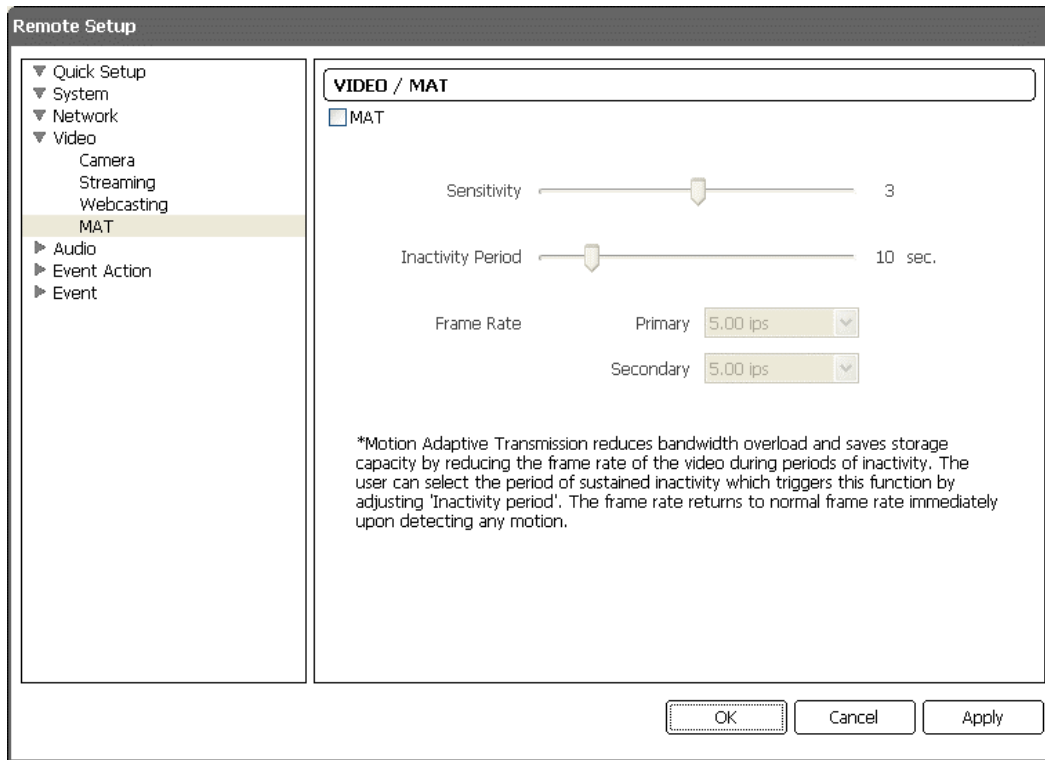 Remote Setup
Quick Setup
System
Network
Video
Camera
Streaming
Webcasting
MAT
Audio
Event Action
Event
VIDEO / MAT
MAT
Sensitivity 3
Inactivity Period 10 sec.
Frame Rate Primary 5.00 ips
Secondary 5.00 ips
*Motion Adaptive Transmission reduces bandwidth overload and saves storage
capacity by reducing the frame rate of the video during periods of inactivity. The
user can select the period of sustained inactivity which triggers this function by
adjusting 'Inactivity period'. The frame rate returns to normal frame rate immediately
upon detecting any motion.
OK Cancel Apply